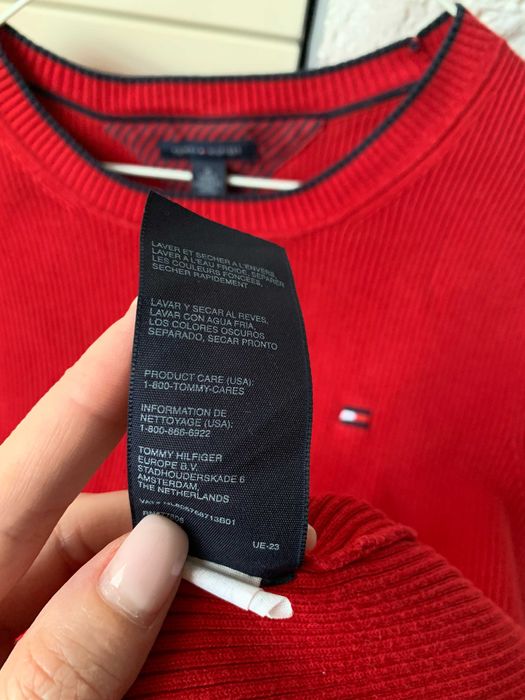 LAVER ET SECHER A L'ENVERS,
LAVER A L'EAU FROIDE, SEPARER
LES COULEURS FONCEES,
SECHER RAPIDEMENT
LAVAR Y SECAR AL REVES,
LAVAR CON AGUA FRIA,
LOS COLORES OSCUROS
SEPARADO, SECAR PRONTO
PRODUCT CARE (USA):
1-800-TOMMY-CARES
INFORMATION DE
NETTOYAGE (USA):
1-800-866-6922
TOMMY HILFIGER
EUROPE B.V.
STADHOUDERSKADE 6
AMSTERDAM,
THE NETHERLANDS
UE-23